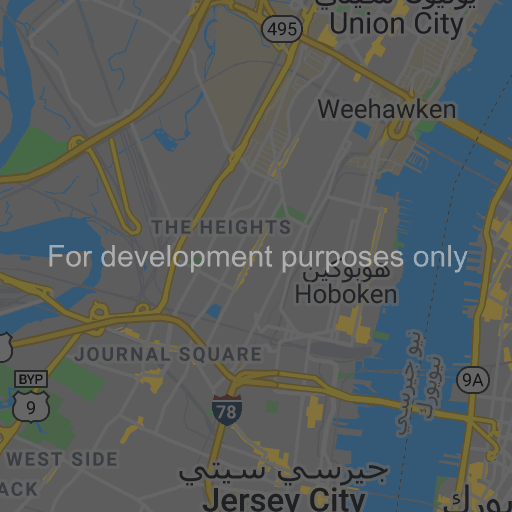 يونيون سيتي
Union City
495
Weehawken
THE HEIGHTS
For development purposes only
هوبوكين
Hoboken
JOURNAL SQUARE
نيو جيرسي
نيويورك
BYP
9
9A
78
WEST SIDE
جيرسي سيتي
Jersey City
ACK